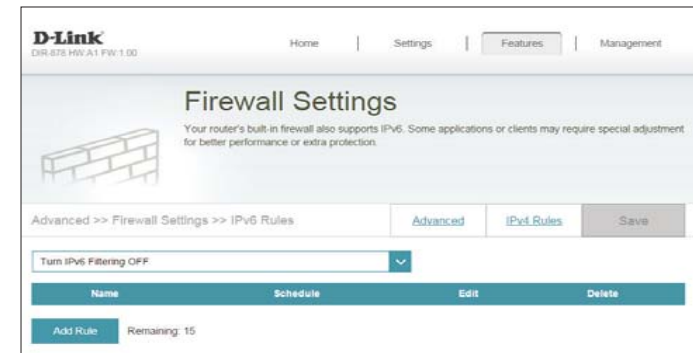 D-Link
DIR-878 HW:A1 FW:1.00
Home | Settings | Features | Management
Firewall Settings
Your router's built-in firewall also supports IPv6. Some applications or clients may require special adjustment
for better performance or extra protection.
Advanced >> Firewall Settings >> IPv6 Rules
Advanced
IPv4 Rules
Save
Turn IPv6 Filtering OFF
Name Schedule Edit Delete
Add Rule
Remaining: 15